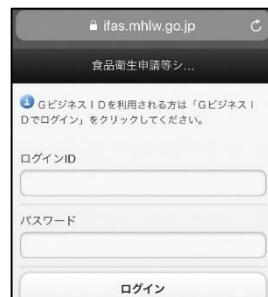 ifas.mhlw.go.jp
食品衛生申請等シ...
GビジネスIDを利用される方は「GビジネスI
Dでログイン」をクリックしてください。
ログインID
パスワード
ログイン